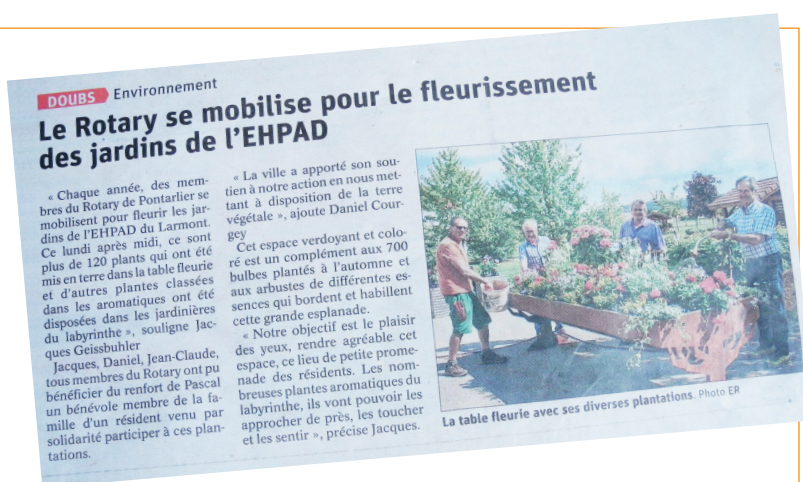 DOUBS Environnement
Le Rotary se mobilise pour le fleurissement
des jardins de l'EHPAD
« Chaque année, des mem-
bres du Rotary de Pontarlier se
mobilisent pour fleurir les jar-
dins de l'EHPAD du Larmont.
Ce lundi après midi, ce sont
plus de 120 plants qui ont été
mis en terre dans la table fleurie
et d'autres plantes classées
dans les aromatiques ont été
disposées dans les jardinières
du labyrinthe », souligne Jac-
ques Geissbuhler
Jacques, Daniel, Jean-Claude,
tous membres du Rotary ont pu
bénéficier du renfort de Pascal
un bénévole membre de la fa-
mille d'un résident venu par
solidarité participer à ces plan-
tations.
« La ville a apporté son sou-
tien à notre action en nous met-
tant à disposition de la terre
végétale », ajoute Daniel Cour-
gey
Cet espace verdoyant et colo-
ré est un complément aux 700
bulbes plantés à l'automne et
aux arbustes de différentes es-
sences qui bordent et habillent
cette grande esplanade.
« Notre objectif est le plaisir
des yeux, rendre agréable cet
espace, ce lieu de petite prome-
nade des résidents. Les nom-
breuses plantes aromatiques du
labyrinthe, ils vont pouvoir les
approcher de près, les toucher
et les sentir », précise Jacques.
La table fleurie avec ses diverses plantations. Photo ER